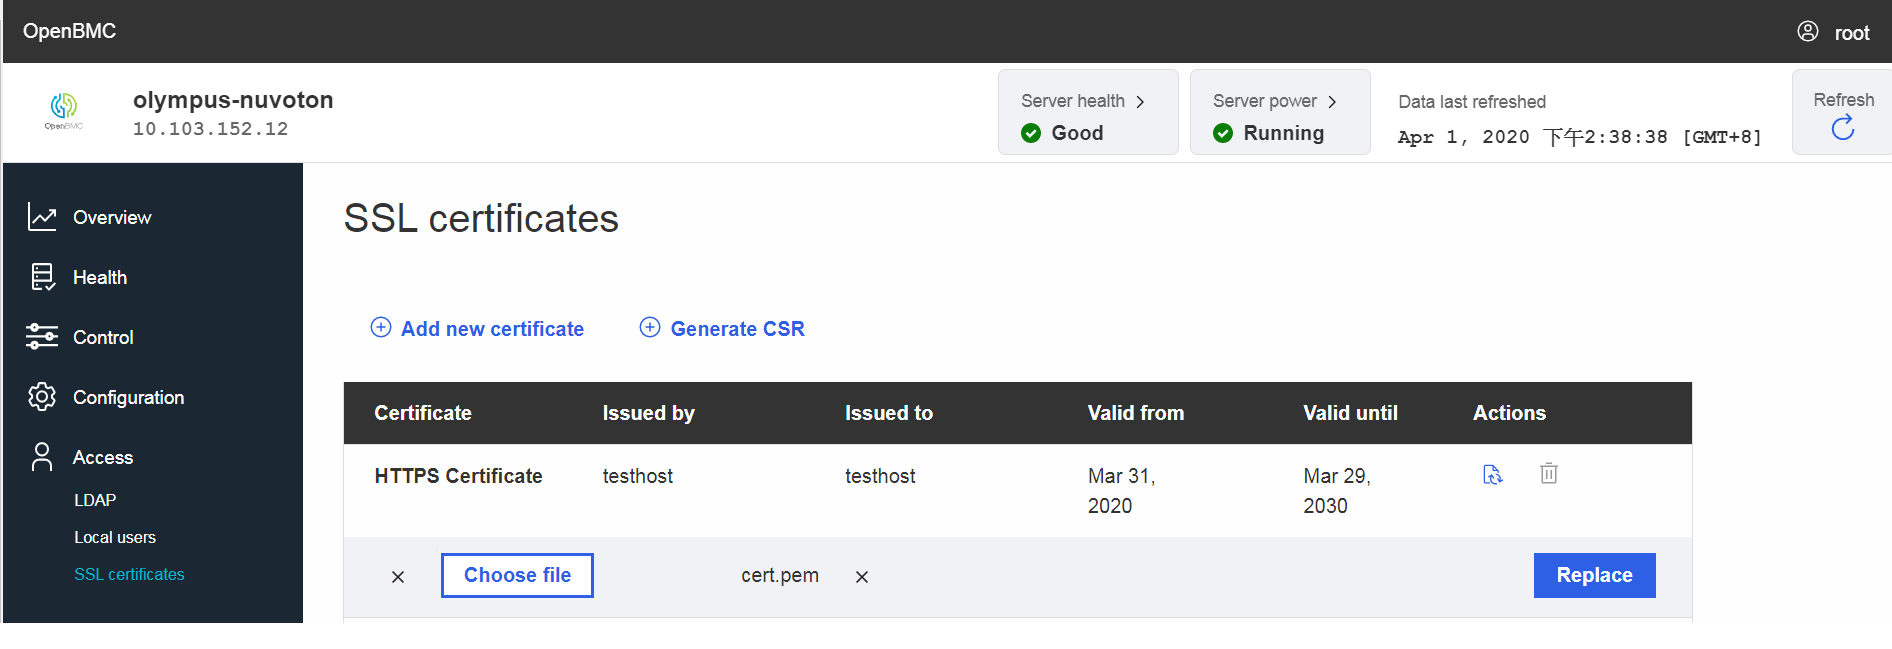 OpenBMC
root
OpenBMC
olympus-nuvoton
10.103.152.12
Server health
Good
Server power
Running
Data last refreshed
Apr 1, 2020 下午2:38:38 [GMT+8]
Refresh
Overview
Health
Control
Configuration
Access
LDAP
Local users
SSL certificates
SSL certificates
Add new certificate Generate CSR
Certificate Issued by Issued to Valid from Valid until Actions
HTTPS Certificate testhost testhost Mar 31, Mar 29,
2020 2030
Choose file cert.pem Replace